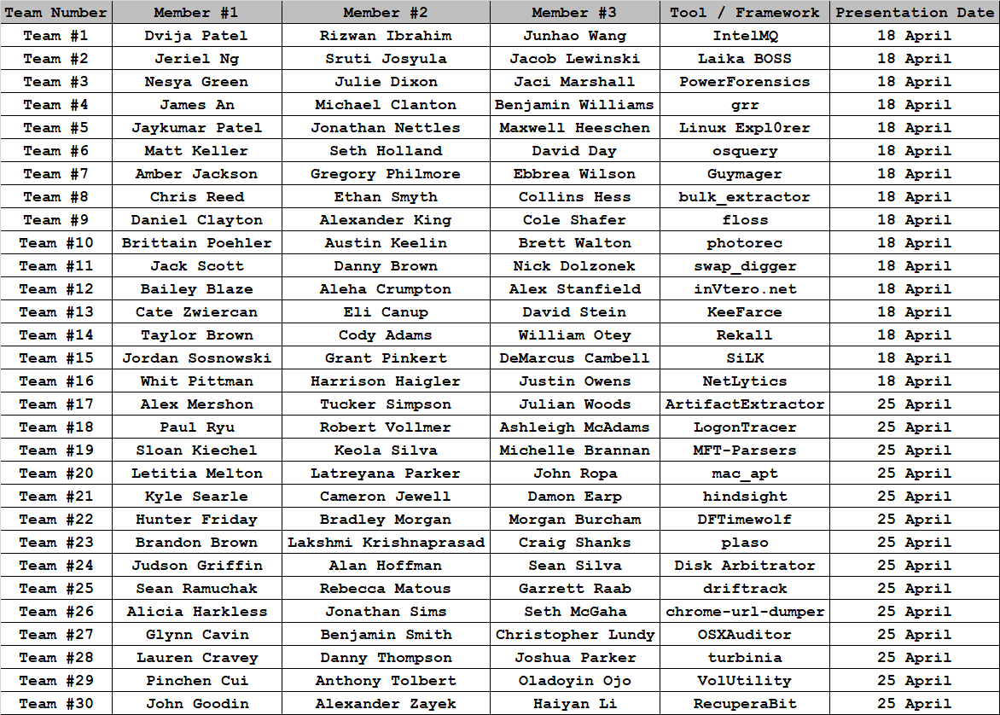 Team Number Member #1 Member #2 Member #3 Tool / Framework Presentation Date
Team #1 Dvija Patel Rizwan Ibrahim Junhao Wang IntelMQ 18 April
Team #2 Jeriel Ng Sruti Josyula Jacob Lewinski Laika BOSS 18 April
Team #3 Nesya Green Julie Dixon Jaci Marshall PowerForensics 18 April
Team #4 James An Michael Clanton Benjamin Williams grr 18 April
Team #5 Jaykumar Patel Jonathan Nettles Maxwell Heeschen Linux Expl0rer 18 April
Team #6 Matt Keller Seth Holland David Day osquery 18 April
Team #7 Amber Jackson Gregory Philmore Ebbrea Wilson Guymager 18 April
Team #8 Chris Reed Ethan Smyth Collins Hess bulk_extractor 18 April
Team #9 Daniel Clayton Alexander King Cole Shafer floss 18 April
Team #10 Brittain Poehler Austin Keelin Brett Walton photorec 18 April
Team #11 Jack Scott Danny Brown Nick Dolzonek swap_digger 18 April
Team #12 Bailey Blaze Aleha Crumpton Alex Stanfield inVtero.net 18 April
Team #13 Cate Zwiercan Eli Canup David Stein KeeFarce 18 April
Team #14 Taylor Brown Cody Adams William Otey Rekall 18 April
Team #15 Jordan Sosnowski Grant Pinkert DeMarcus Cambell SiLK 18 April
Team #16 Whit Pittman Harrison Haigler Justin Owens NetLytics 18 April
Team #17 Alex Mershon Tucker Simpson Julian Woods ArtifactExtractor 25 April
Team #18 Paul Ryu Robert Vollmer Ashleigh McAdams LogonTracer 25 April
Team #19 Sloan Kiechel Keola Silva Michelle Brannan MFT-Parsers 25 April
Team #20 Letitia Melton Latreyana Parker John Ropa mac_apt 25 April
Team #21 Kyle Searle Cameron Jewell Damon Earp hindsight 25 April
Team #22 Hunter Friday Bradley Morgan Morgan Burcham DFTimewolf 25 April
Team #23 Brandon Brown Lakshmi Krishnaprasad Craig Shanks plaso 25 April
Team #24 Judson Griffin Alan Hoffman Sean Silva Disk Arbitrator 25 April
Team #25 Sean Ramuchak Rebecca Matous Garrett Raab driftrack 25 April
Team #26 Alicia Harkless Jonathan Sims Seth McGaha chrome-url-dumper 25 April
Team #27 Glynn Cavin Benjamin Smith Christopher Lundy OSXAuditor 25 April
Team #28 Lauren Cravey Danny Thompson Joshua Parker turbinia 25 April
Team #29 Pinchen Cui Anthony Tolbert Oladoyin Ojo VolUtility 25 April
Team #30 John Goodin Alexander Zayek Haiyan Li RecuperaBit 25 April